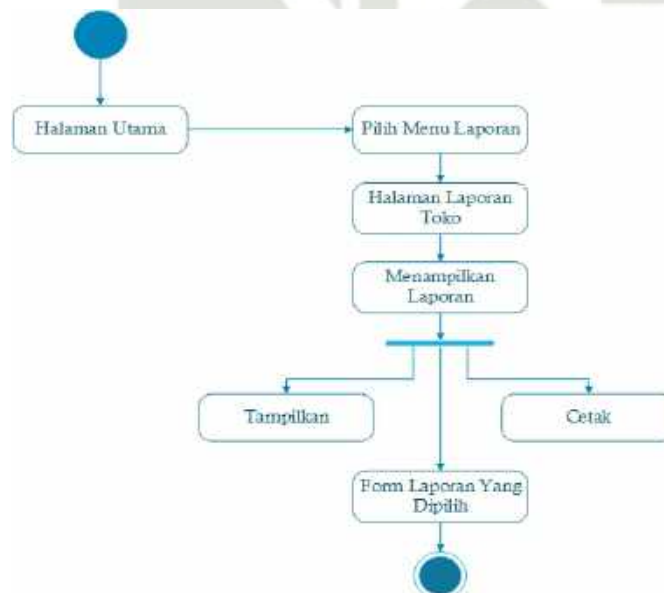 Halaman Utama
Pilih Menu Laporan
Halaman Laporan
Toko
Menampilkan
Laporan
Tampilkan
Cetak
Form Laporan Yang
Dipilih